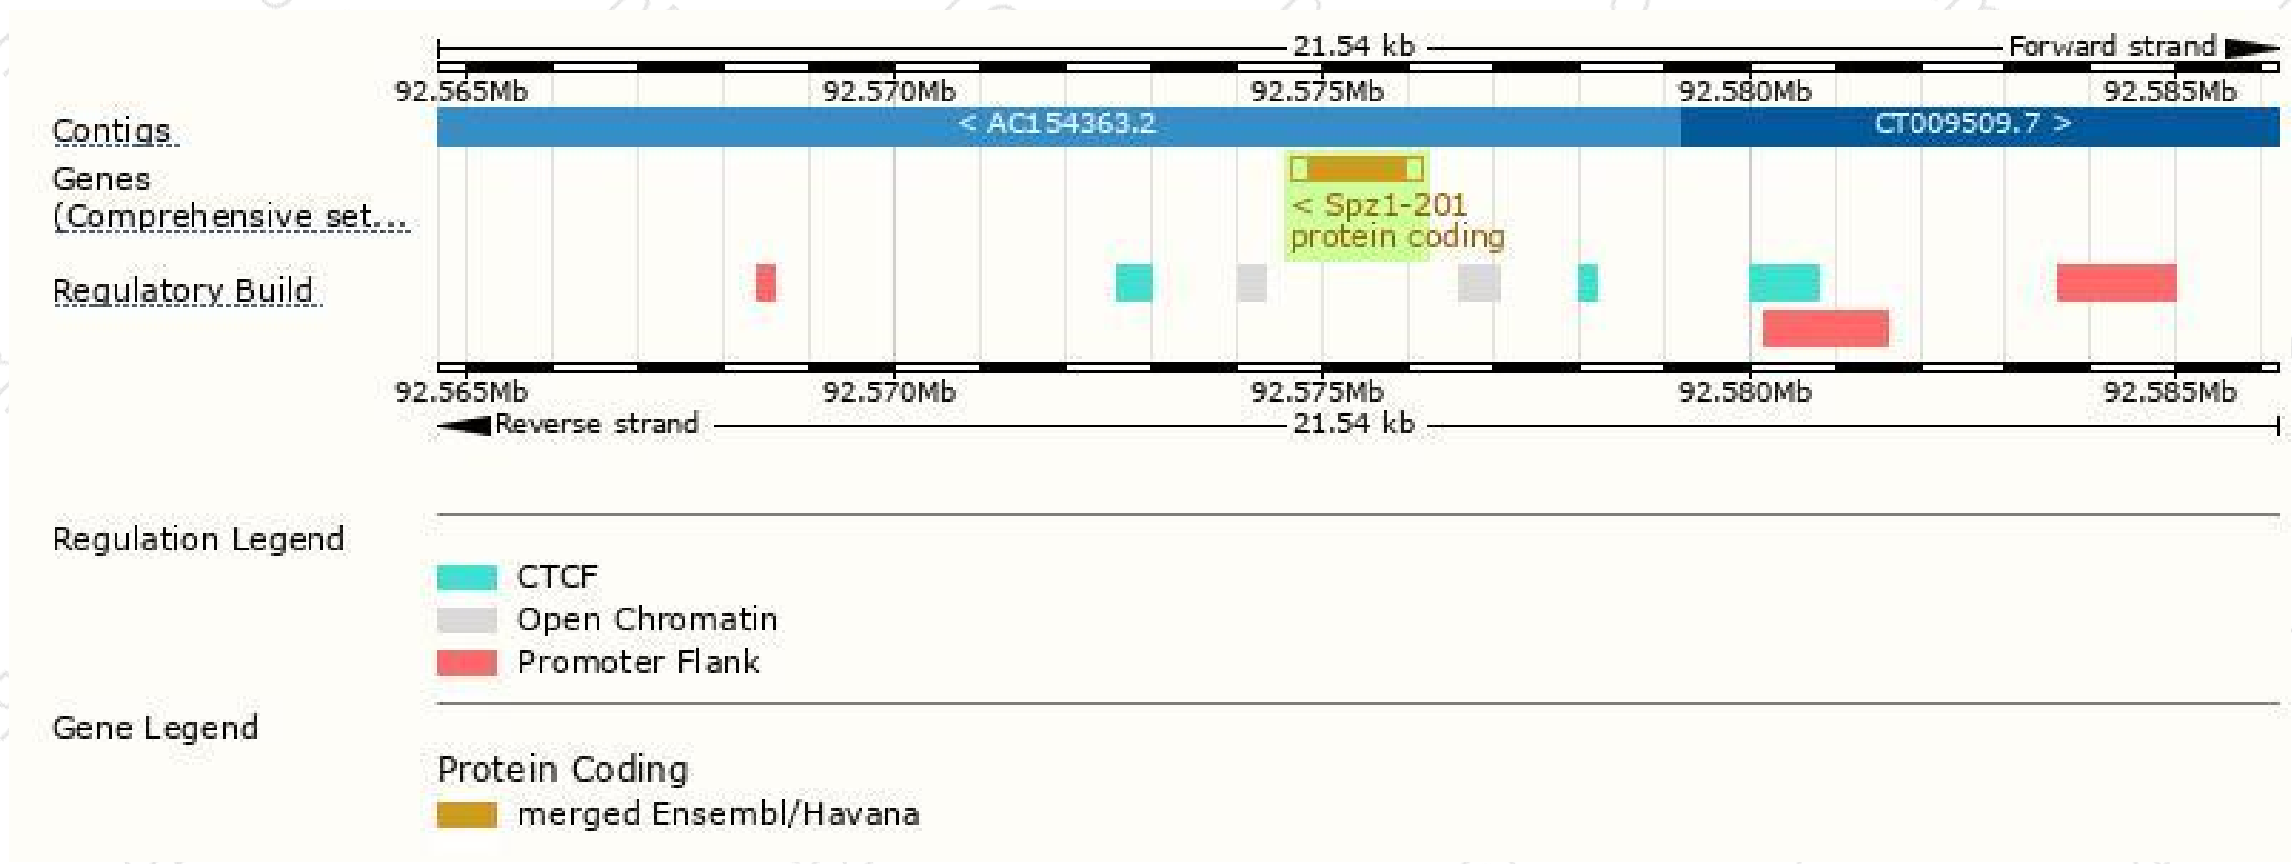 21.54 kb Forward strand
92.565Mb 92.570Mb 92.575Mb 92.580Mb 92.585Mb
Contigs < AC154363.2 CT009509.7 >
Genes
(Comprehensive set...
< Spz1-201
protein coding
Regulatory Build
92.565Mb 92.570Mb 92.575Mb 92.580Mb 92.585Mb
Reverse strand 21.54 kb
Regulation Legend
CTCF
Open Chromatin
Promoter Flank
Gene Legend
Protein Coding
merged Ensembl/Havana